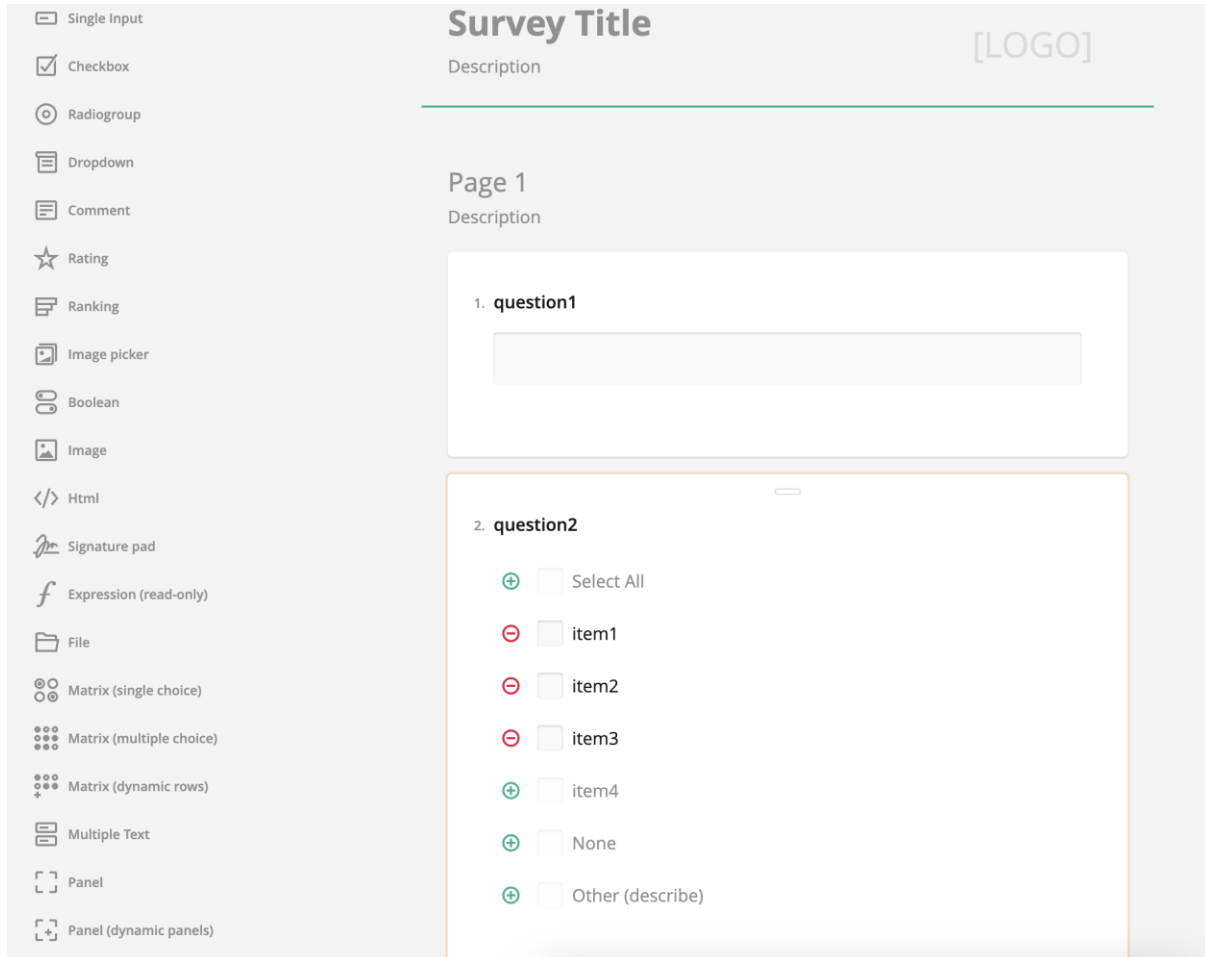 Single Input
Checkbox
Radiogroup
Dropdown
Comment
Rating
Ranking
Image picker
Boolean
Image
Html
Signature pad
Expression (read-only)
File
Matrix (single choice)
Matrix (multiple choice)
Matrix (dynamic rows)
Multiple Text
Panel
Panel (dynamic panels)
Survey Title
[LOGO]
Description
Page 1
Description
1. question1
2. question2
Select All
item1
item2
item3
item4
None
Other (describe)